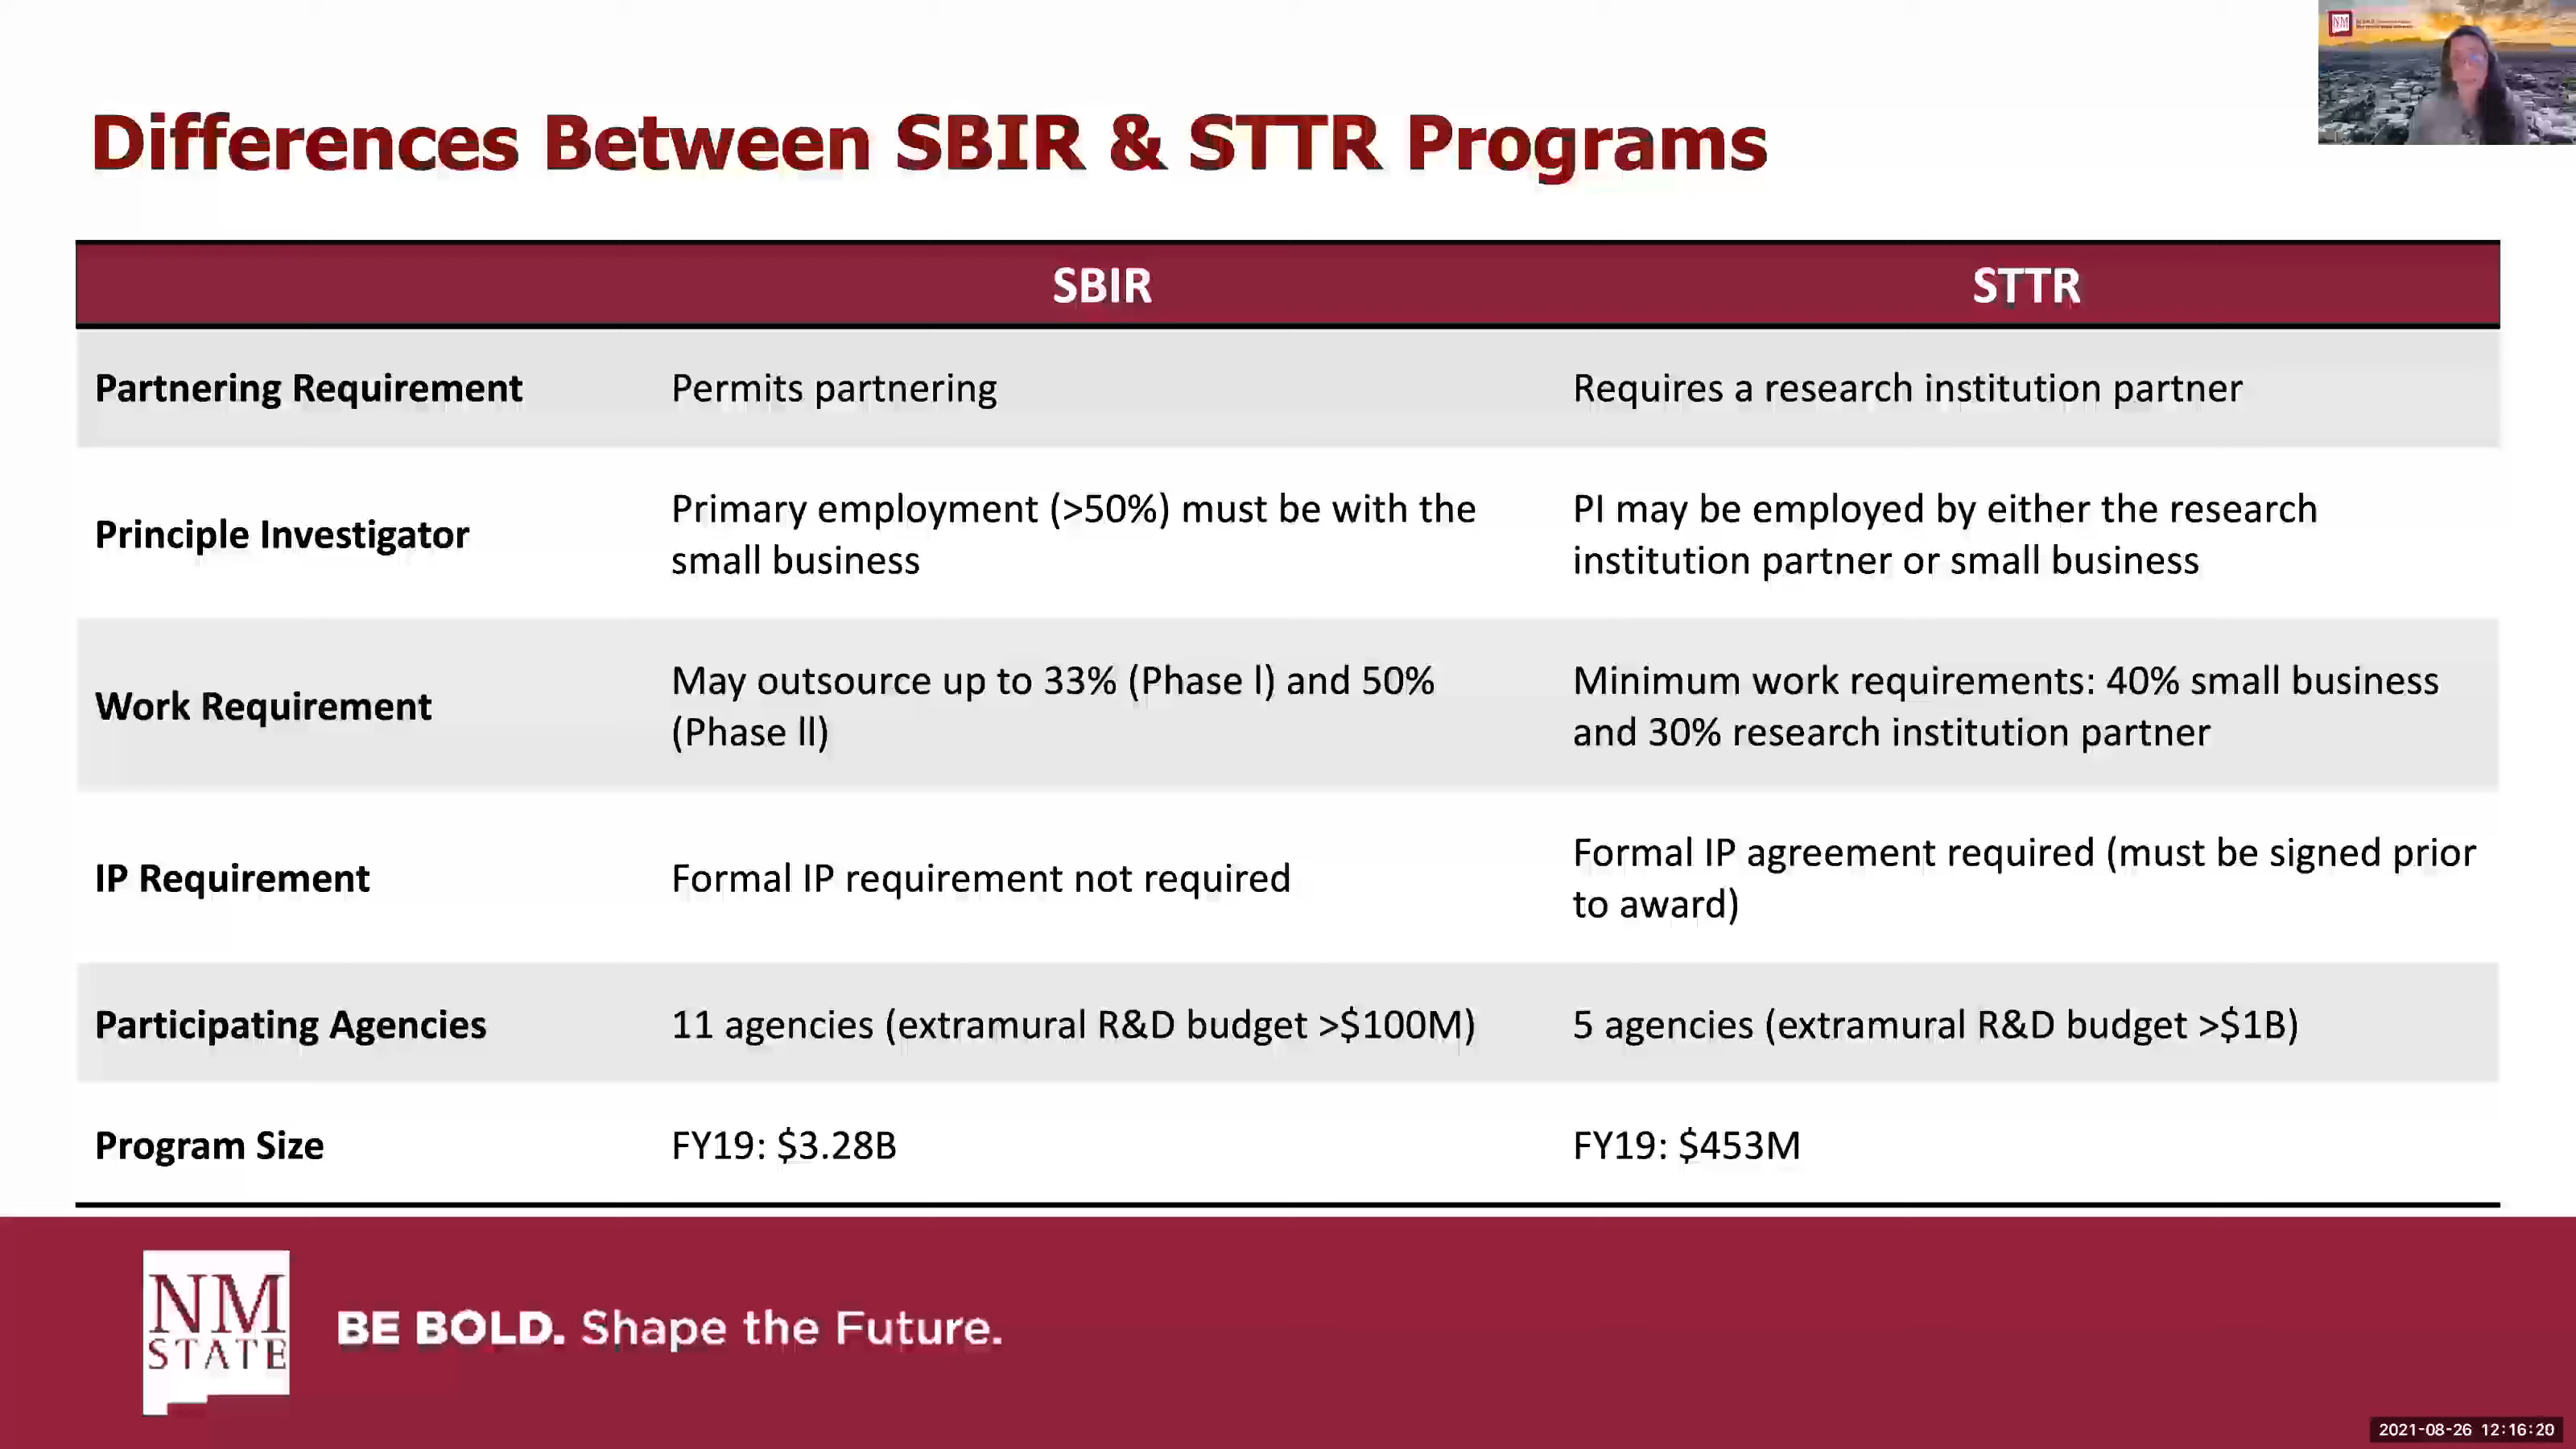 Differences Between SBIR & STTR Programs
SBIR
STTR
Partnering Requirement
Permits partnering
Requires a research institution partner
Principle Investigator
Primary employment (>50%) must be with the
small business
PI may be employed by either the research
institution partner or small business
Work Requirement
May outsource up to 33% (Phase I) and 50%
(Phase II)
Minimum work requirements: 40% small business
and 30% research institution partner
IP Requirement
Formal IP requirement not required
Formal IP agreement required (must be signed prior
to award)
Participating Agencies
11 agencies (extramural R&D budget >$100M)
5 agencies (extramural R&D budget >$1B)
Program Size
FY19: $3.28B
FY19: $453M
NM
STATE
BE BOLD. Shape the Future.
2021-08-26 12:16:20